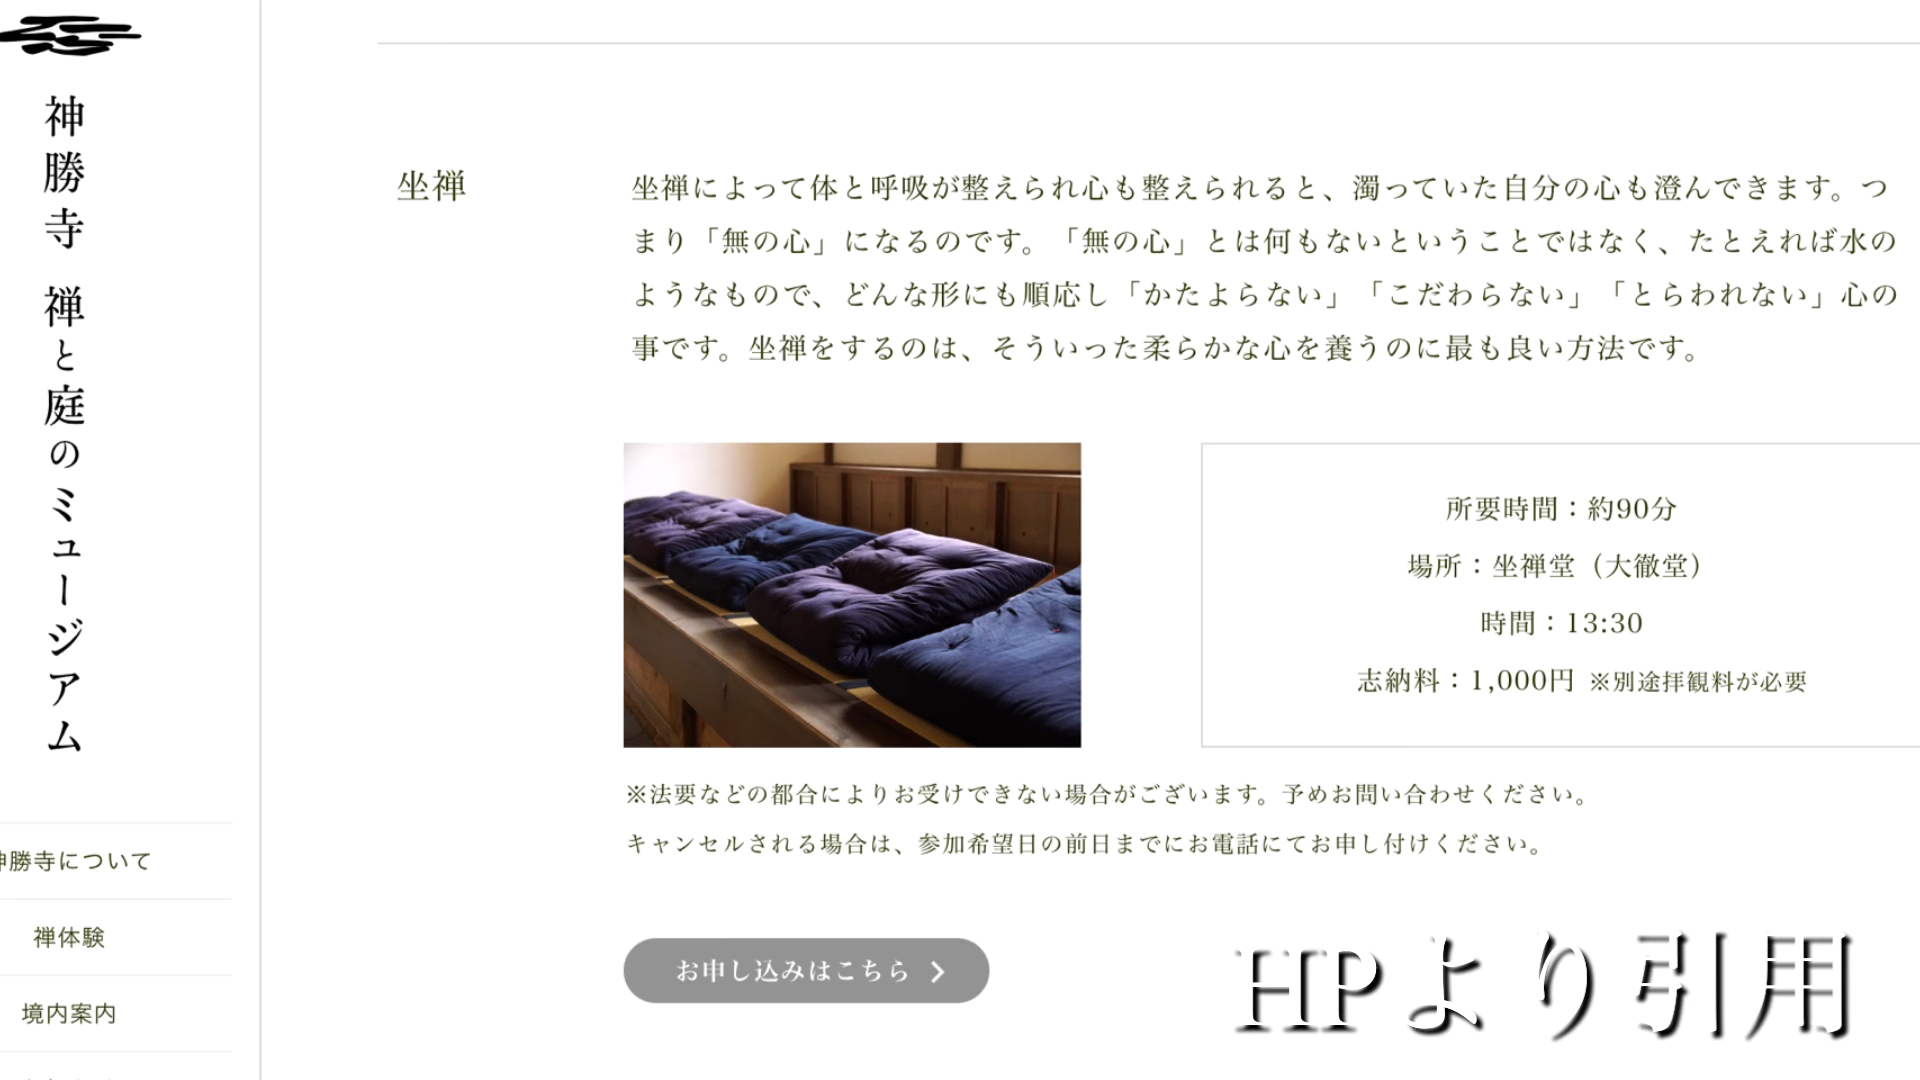 神勝寺 禅と庭のミュージアム
勝寺について
禅体験
境内案内
坐禅
坐禅によって体と呼吸が整えられ心も整えられると、濁っていた自分の心も澄んできます。つ
まり「無の心」になるのです。「無の心」とは何もないということではなく、たとえれば水の
ようなもので、どんな形にも順応し「かたよらない」「こだわらない」「とらわれない」心の
事です。坐禅をするのは、そういった柔らかな心を養うのに最も良い方法です。
所要時間：約90分
場所：坐禅堂（大徹堂）
時間：13:30
志納料：1,000円 ※別途拝観料が必要
※法要などの都合によりお受けできない場合がございます。予めお問い合わせください。
キャンセルされる場合は、参加希望日の前日までにお電話にてお申し付けください。
お申し込みはこちら
HPより引用